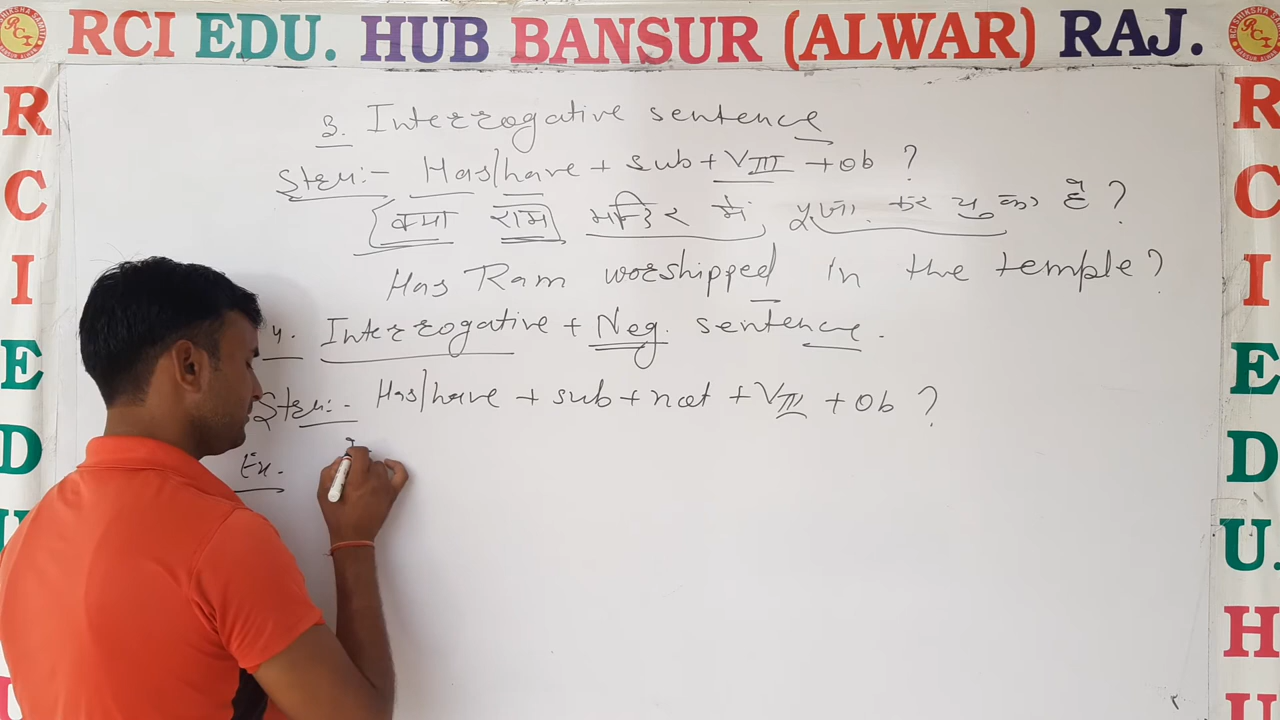 RCI EDU. HUB BANSUR (ALWAR) RAJ.
3. Interrogative sentence
Stru:- Has/have + sub + VIII + ob ?
क्या राम मन्दिर में पूजा कर चुका है ?
Has Ram worshipped in the temple?
4. Interrogative + Neg. sentence.
Stru:- Has/have + sub + not + VIII + ob ?
Ex.
R
C
I
E
D
U
R
C
I
E
D
U.
H
U